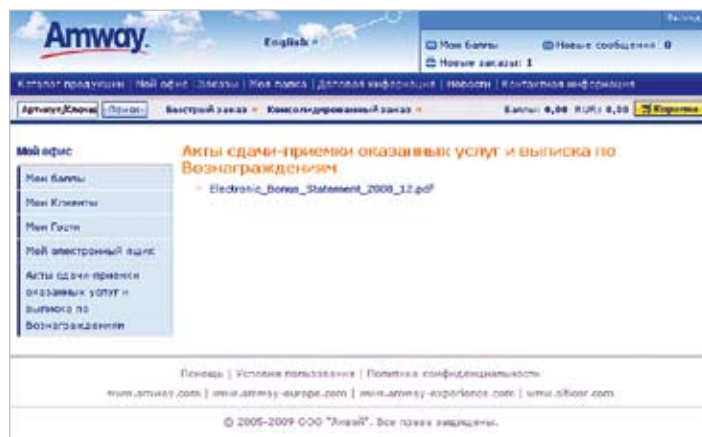 Amway.
English
Мои баллы
Новые сообщения: 0
Новые заказы: 1
Каталог продукции | Мой офис | Заказы | Моя папка | Деловая информация | Новости | Контактная информация
Быстрый заказ
Консолидированный заказ
Баллы: 0,00 RUR: 0,00
Корзина
Мой офис
Мои баллы
Мои Клиенты
Мои Гости
Мой электронный ящик
Акты сдачи-приемки
оказанных услуг и
выписка по
Вознаграждениям
Акты сдачи-приемки оказанных услуг и выписка по
Вознаграждениям
Electronic_Bonus_Statement_2008_12.pdf
Помощь | Условия пользования | Политика конфиденциальности
www.amway.com | www.amway-europe.com | www.amway-experience.com | www.alticor.com
© 2005-2009 ООО "Амвэй". Все права защищены.